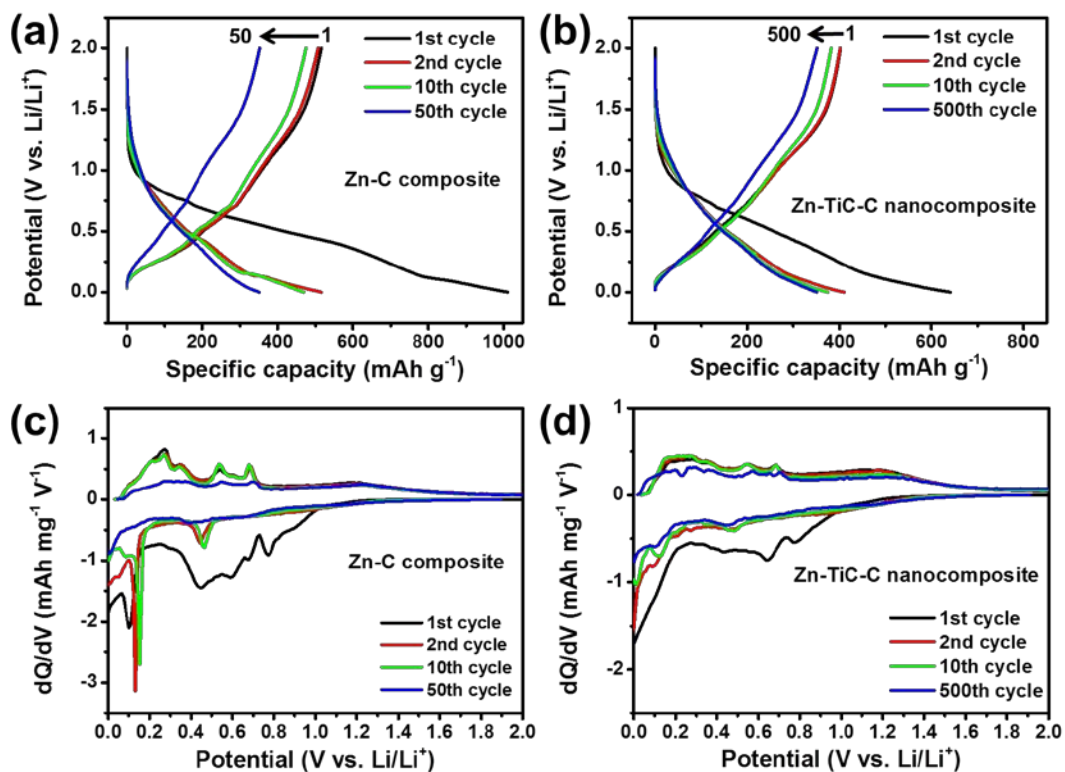 (a)
50 ← 1
1st cycle
2nd cycle
10th cycle
50th cycle
Zn-C composite
Potential (V vs. Li/Li⁺)
2.0
1.5
1.0
0.5
0.0
0 200 400 600 800 1000
Specific capacity (mAh g⁻¹)
(b)
500 ← 1
1st cycle
2nd cycle
10th cycle
500th cycle
Zn-TiC-C nanocomposite
Potential (V vs. Li/Li⁺)
2.0
1.5
1.0
0.5
0.0
0 200 400 600 800
Specific capacity (mAh g⁻¹)
(c)
dQ/dV (mAh mg⁻¹ V⁻¹)
1
0
-1
-2
-3
Zn-C composite
1st cycle
2nd cycle
10th cycle
50th cycle
0.0 0.2 0.4 0.6 0.8 1.0 1.2 1.4 1.6 1.8 2.0
Potential (V vs. Li/Li⁺)
(d)
dQ/dV (mAh mg⁻¹ V⁻¹)
1
0
-1
-2
Zn-TiC-C nanocomposite
1st cycle
2nd cycle
10th cycle
500th cycle
0.0 0.2 0.4 0.6 0.8 1.0 1.2 1.4 1.6 1.8 2.0
Potential (V vs. Li/Li⁺)